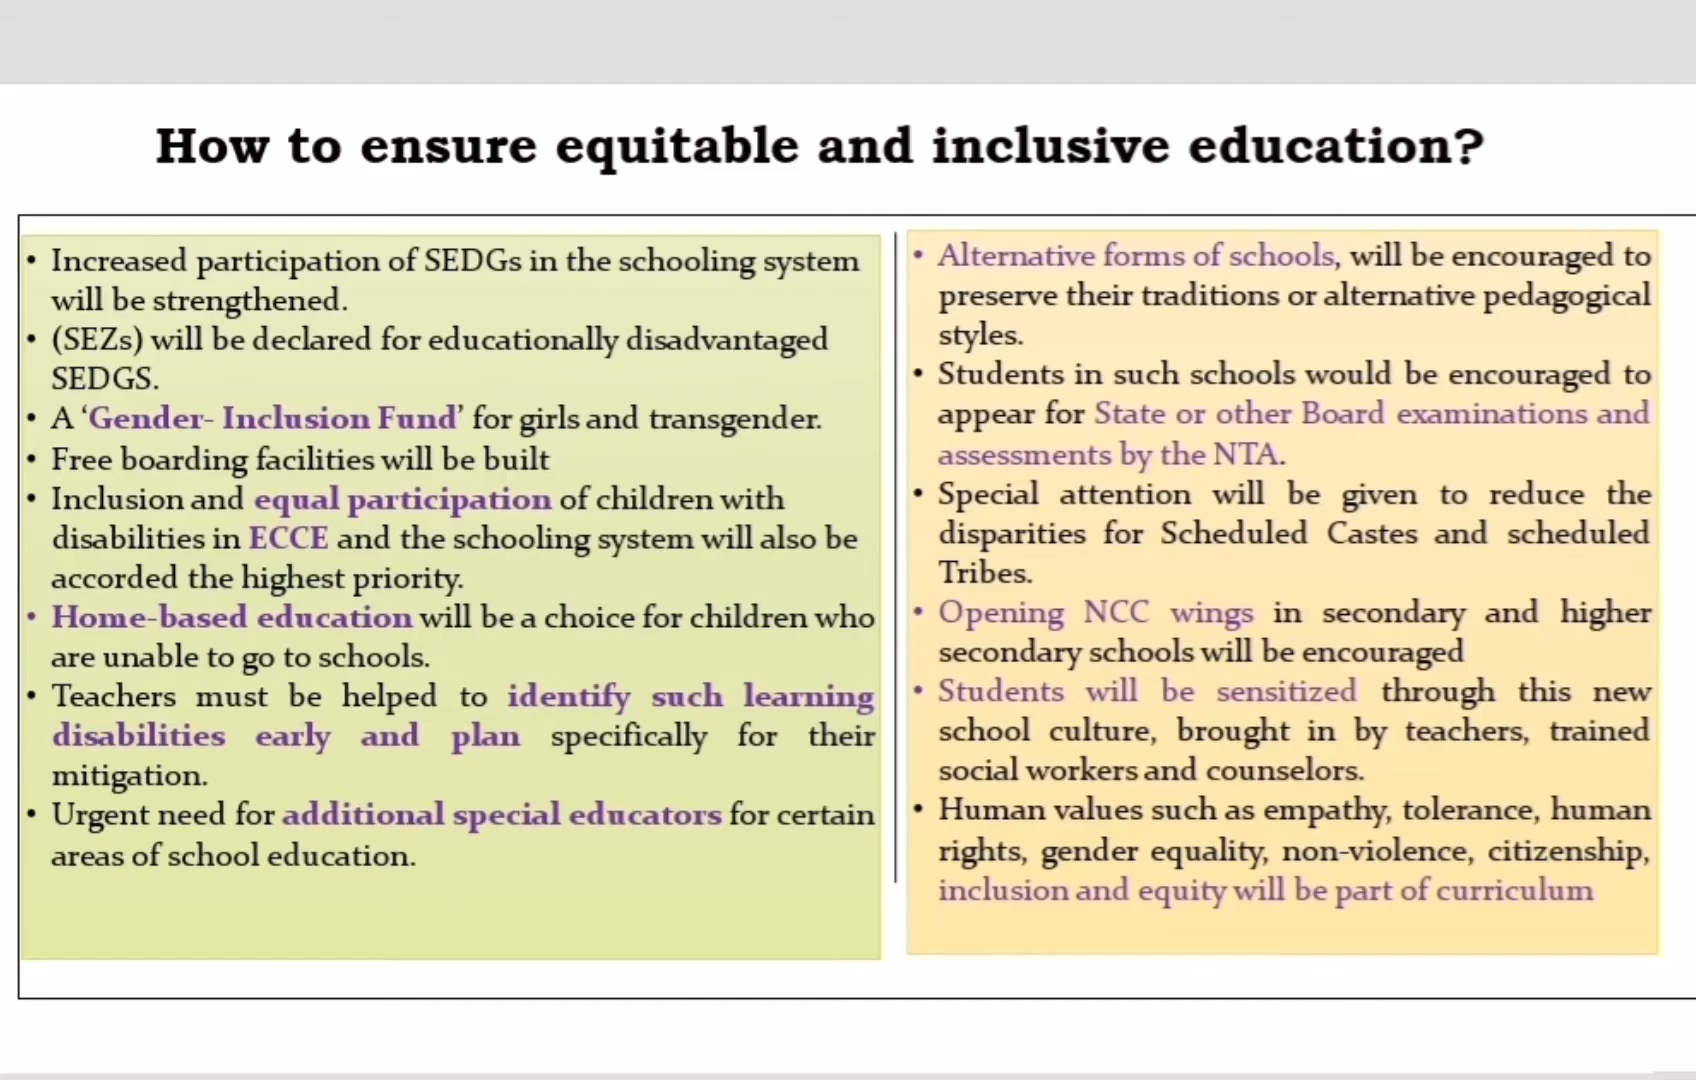 How to ensure equitable and inclusive education?
• Increased participation of SEDGs in the schooling system
will be strengthened.
• (SEZs) will be declared for educationally disadvantaged
SEDGS.
• A ‘Gender- Inclusion Fund’ for girls and transgender.
• Free boarding facilities will be built
• Inclusion and equal participation of children with
disabilities in ECCE and the schooling system will also be
accorded the highest priority.
• Home-based education will be a choice for children who
are unable to go to schools.
• Teachers must be helped to identify such learning
disabilities early and plan specifically for their
mitigation.
• Urgent need for additional special educators for certain
areas of school education.
• Alternative forms of schools, will be encouraged to
preserve their traditions or alternative pedagogical
styles.
• Students in such schools would be encouraged to
appear for State or other Board examinations and
assessments by the NTA.
• Special attention will be given to reduce the
disparities for Scheduled Castes and scheduled
Tribes.
• Opening NCC wings in secondary and higher
secondary schools will be encouraged
• Students will be sensitized through this new
school culture, brought in by teachers, trained
social workers and counselors.
• Human values such as empathy, tolerance, human
rights, gender equality, non-violence, citizenship,
inclusion and equity will be part of curriculum